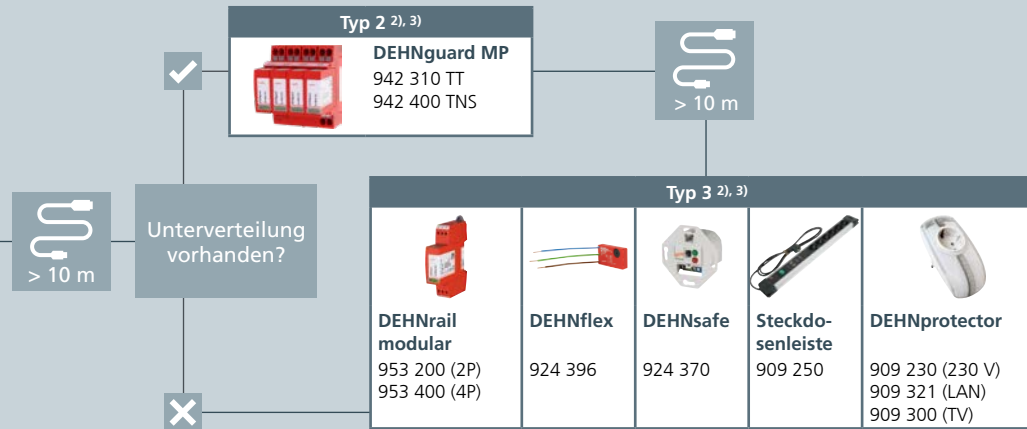 Typ 2 2), 3)
DEHNguard MP
942 310 TT
942 400 TNS
> 10 m
> 10 m
Unterverteilung
vorhanden?
Typ 3 2), 3)
DEHNrail
modular
953 200 (2P)
953 400 (4P)
DEHNflex
924 396
DEHNsafe
924 370
Steckdo-
senleiste
909 250
DEHNprotector
909 230 (230 V)
909 321 (LAN)
909 300 (TV)